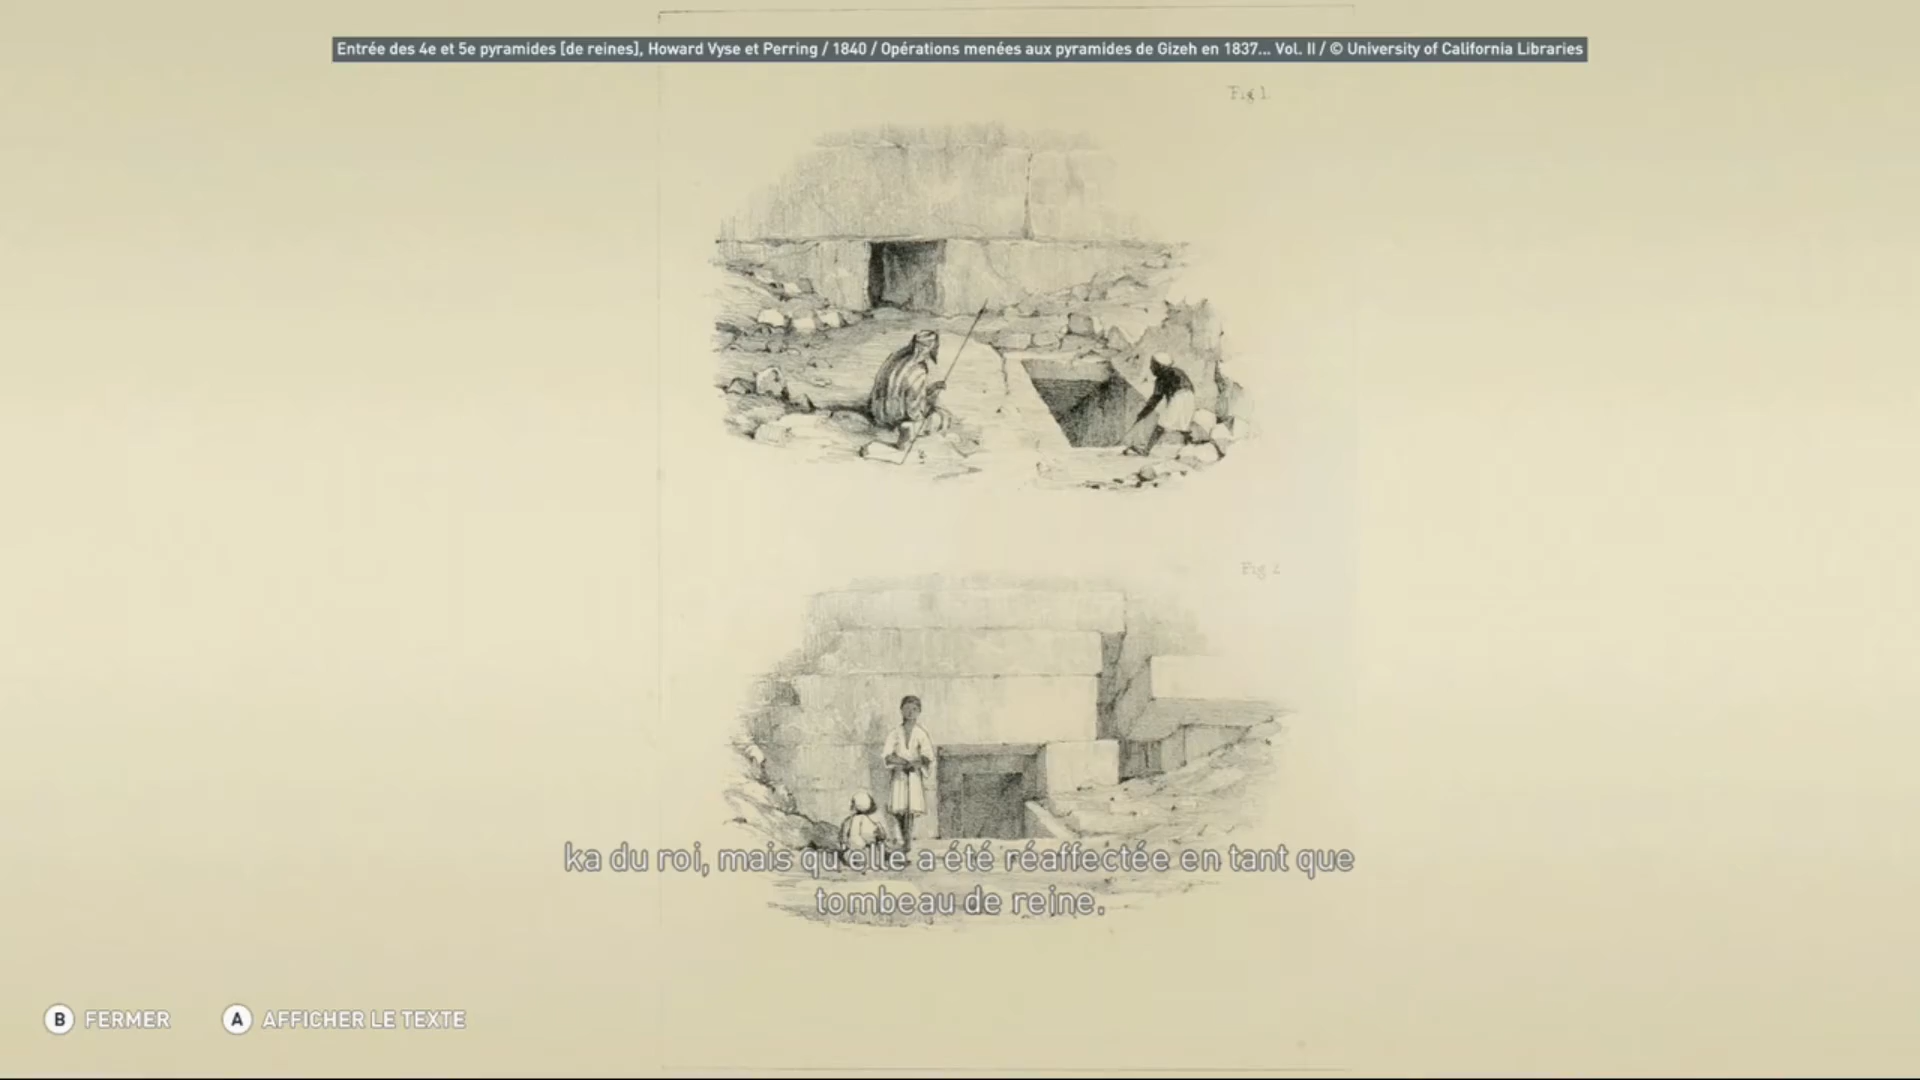 Entrée des 4e et 5e pyramides [de reines], Howard Vyse et Perring / 1840 / Opérations menées aux pyramides de Gizeh en 1837... Vol. II / © University of California Libraries
Fig 1.
Fig 2
ka du roi, mais qu'elle a été réaffectée en tant que
tombeau de reine.
B FERMER A AFFICHER LE TEXTE